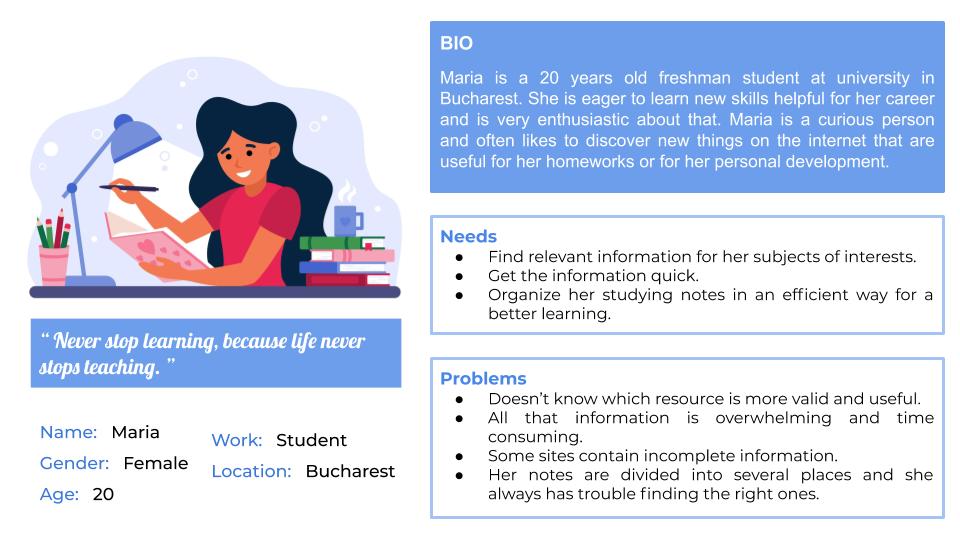 “ Never stop learning, because life never
stops teaching. ”
Name: Maria
Gender: Female
Age: 20
Work: Student
Location: Bucharest
BIO
Maria is a 20 years old freshman student at university in
Bucharest. She is eager to learn new skills helpful for her career
and is very enthusiastic about that. Maria is a curious person
and often likes to discover new things on the internet that are
useful for her homeworks or for her personal development.
Needs
● Find relevant information for her subjects of interests.
● Get the information quick.
● Organize her studying notes in an efficient way for a
better learning.
Problems
● Doesn’t know which resource is more valid and useful.
● All that information is overwhelming and time
consuming.
● Some sites contain incomplete information.
● Her notes are divided into several places and she
always has trouble finding the right ones.